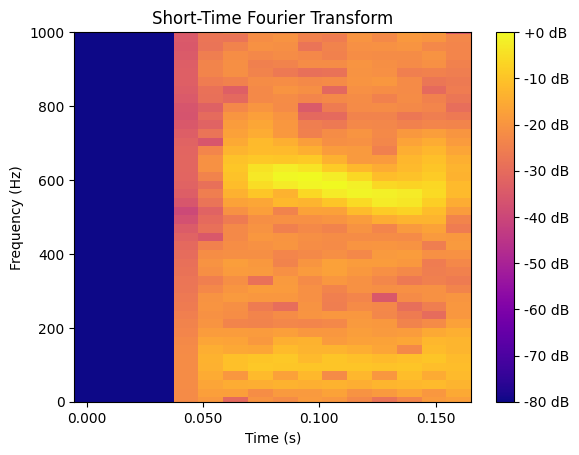 Short-Time Fourier Transform
1000
800
600
400
200
0
Frequency (Hz)
0.000
0.050
0.100
0.150
Time (s)
+0 dB
-10 dB
-20 dB
-30 dB
-40 dB
-50 dB
-60 dB
-70 dB
-80 dB